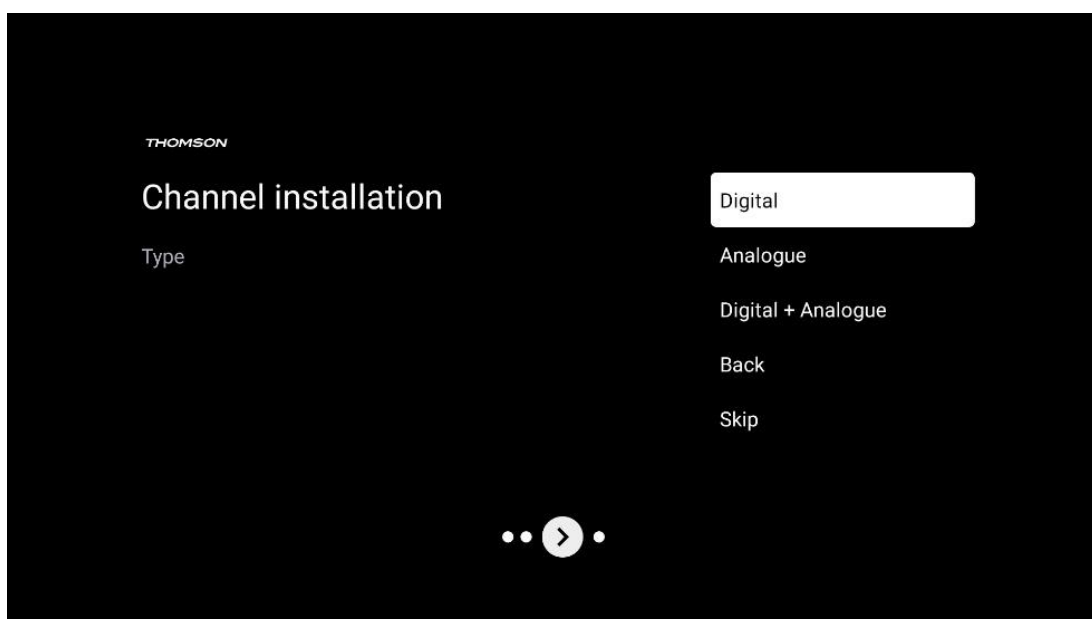 THOMSON
Channel installation
Type
Digital
Analogue
Digital + Analogue
Back
Skip